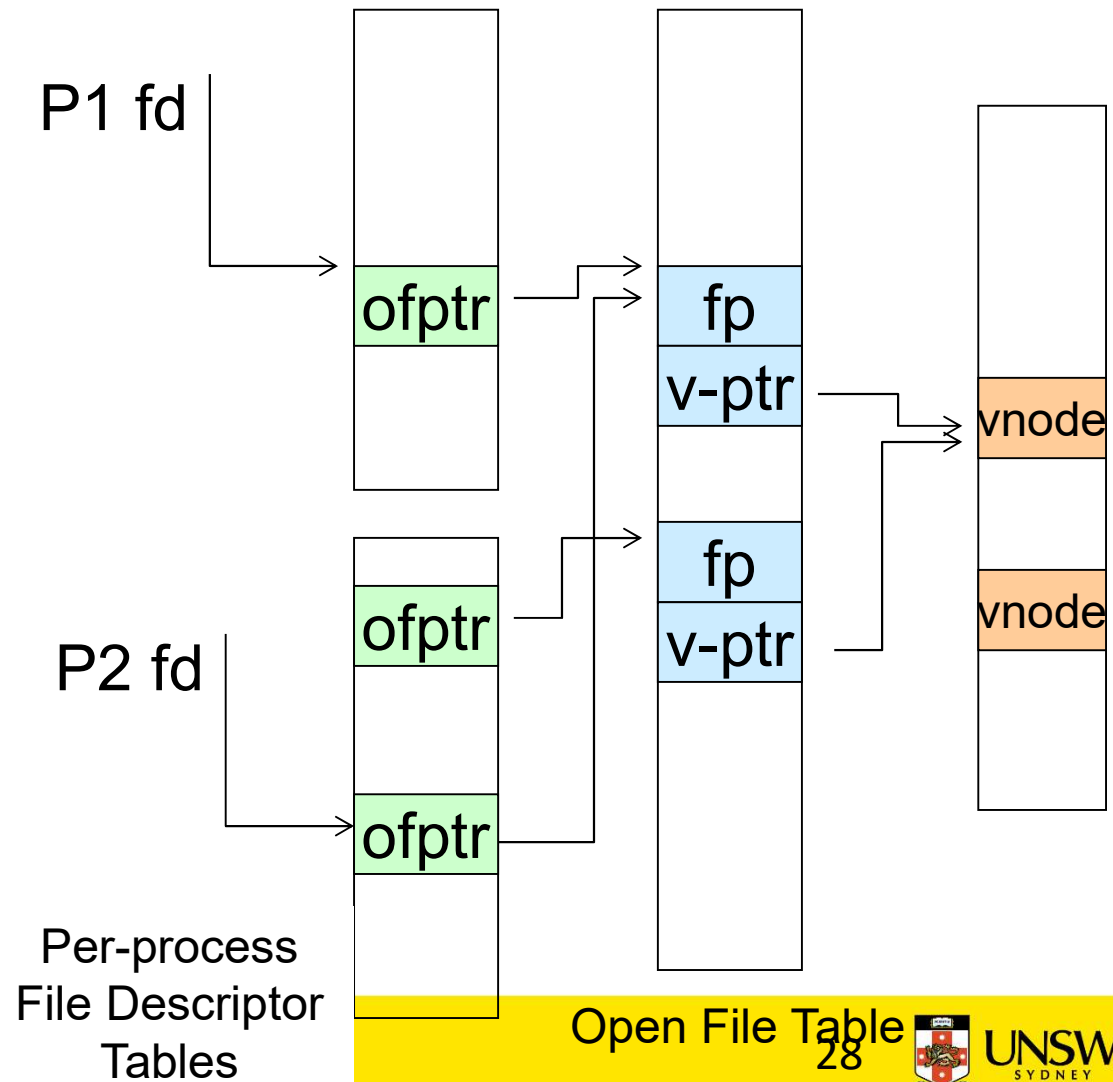 P1 fd
ofptr
fp
v-ptr
vnode
fp
v-ptr
vnode
ofptr
P2 fd
ofptr
Per-process
File Descriptor
Tables
Open File Table
28
UNSW
SYDNEY